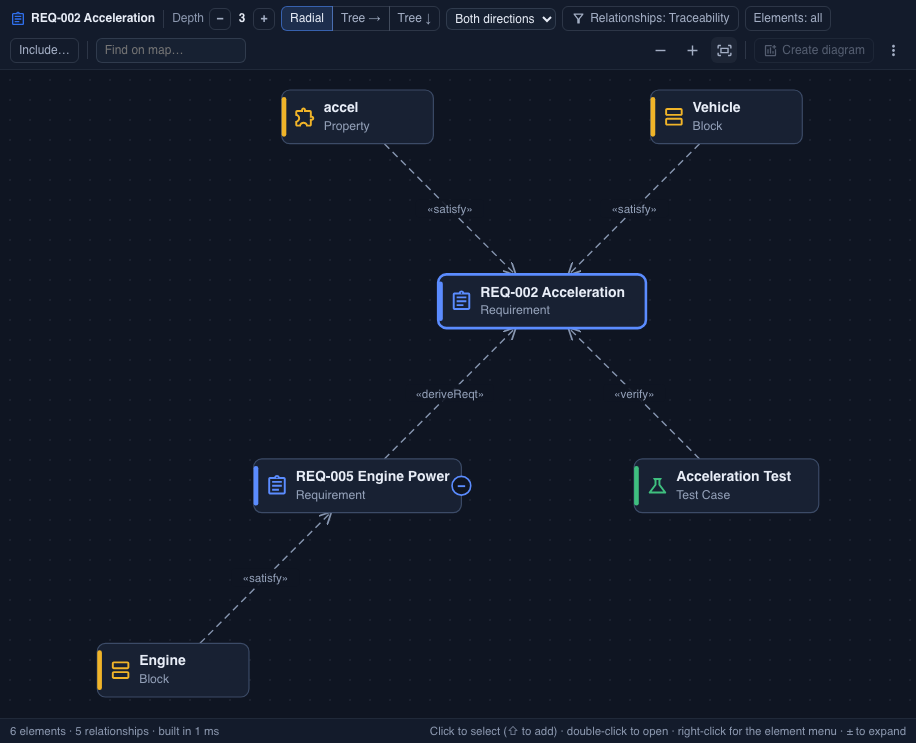 REQ-002 Acceleration Depth − 3 + Radial Tree → Tree ↓ Both directions Relationships: Traceability Elements: all
Include… Find on map… − + Create diagram
accel
Property
Vehicle
Block
«satisfy» «satisfy»
REQ-002 Acceleration
Requirement
«deriveReqt» «verify»
REQ-005 Engine Power
Requirement
Acceleration Test
Test Case
«satisfy»
Engine
Block
6 elements · 5 relationships · built in 1 ms Click to select (⇧ to add) · double-click to open · right-click for the element menu · ± to expand